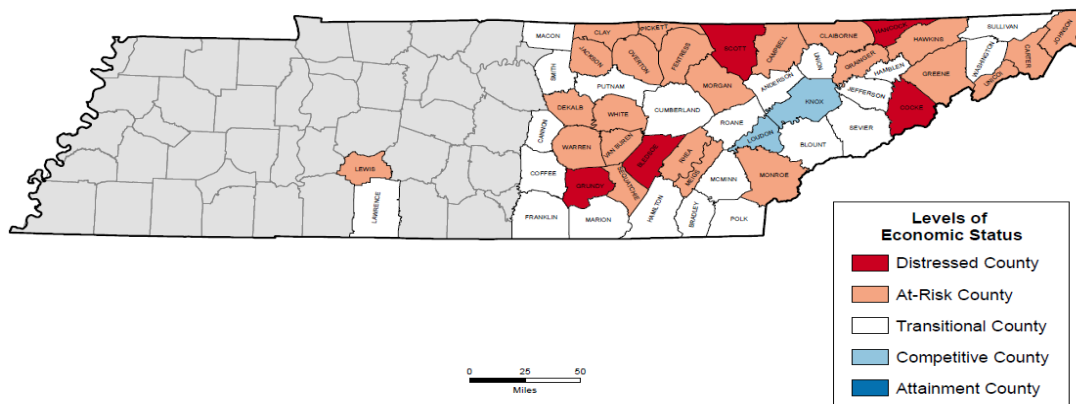 SULLIVAN
JOHNSON
MACON
CLAY
PICKETT
SCOTT
CAMPBELL
CLAIBORNE
HANCOCK
HAWKINS
CARTER
WASHINGTON
UNICOI
GREENE
HAMBLEN
GRAINGER
UNION
JACKSON
OVERTON
FENTRESS
SMITH
PUTNAM
MORGAN
ANDERSON
KNOX
JEFFERSON
COCKE
DEKALB
WHITE
CUMBERLAND
ROANE
LOUDON
SEVIER
BLOUNT
CANNON
WARREN
VAN BUREN
BLEDSOE
RHEA
MEIGS
MCMINN
MONROE
LEWIS
COFFEE
GRUNDY
SEQUATCHIE
LAWRENCE
FRANKLIN
MARION
HAMILTON
BRADLEY
POLK
Levels of
Economic Status
Distressed County
At-Risk County
Transitional County
Competitive County
Attainment County
0 25 50
Miles